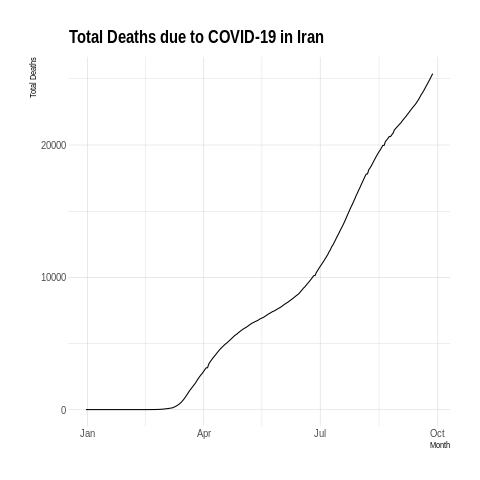 Total Deaths due to COVID-19 in Iran
Total Deaths
20000
10000
0
Jan Apr Jul Oct
Month